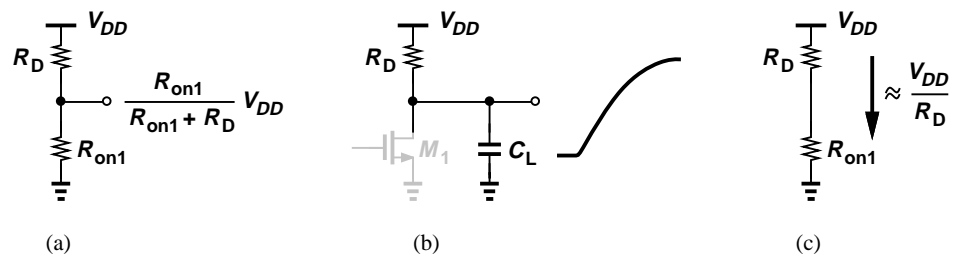 V_DD
R_D
R_on1
R_on1 / (R_on1 + R_D) V_DD
(a)
V_DD
R_D
M_1
C_L
(b)
V_DD
R_D
R_on1
≈ V_DD / R_D
(c)